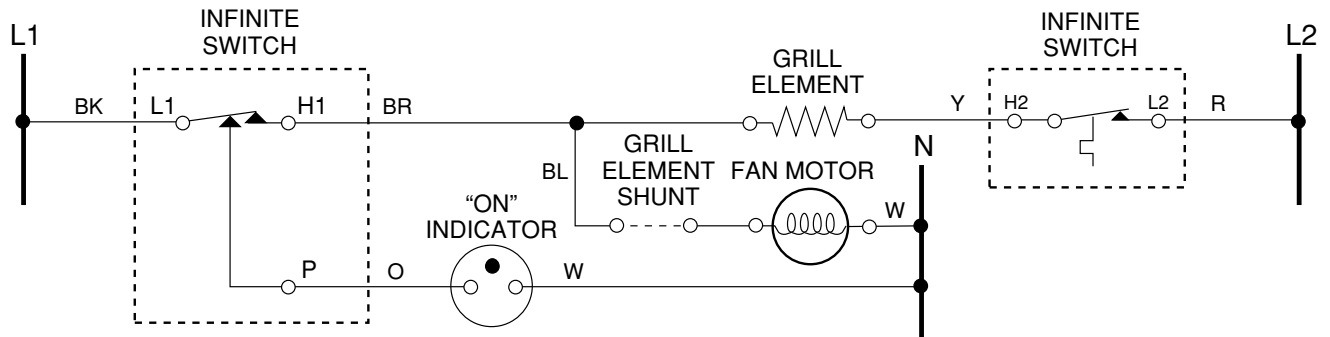 L1
INFINITE
SWITCH
BK
L1
H1
BR
GRILL
ELEMENT
Y
INFINITE
SWITCH
H2
L2
R
L2
BL
GRILL
ELEMENT
SHUNT
FAN MOTOR
W
N
P
O
“ON”
INDICATOR
W